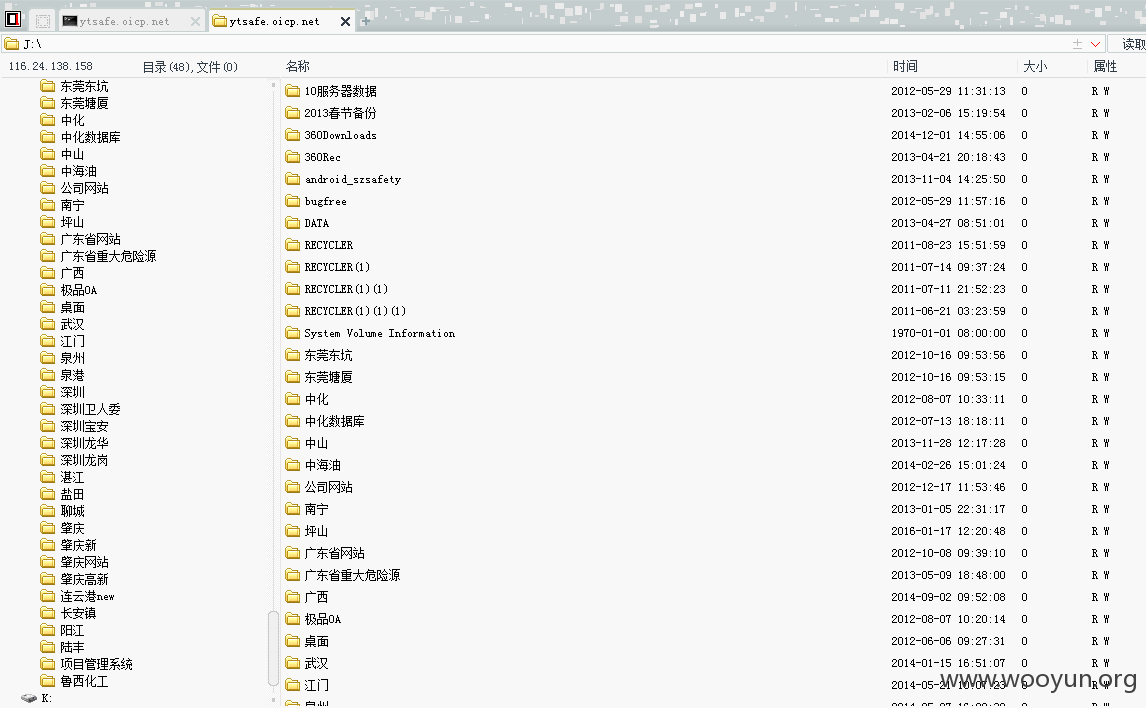 ytsafe.oicp.net
ytsafe.oicp.net
J:\
读取
116.24.138.158 目录(48),文件(0) 名称 时间 大小 属性
东莞东坑
东莞塘厦
中化
中化数据库
中山
中海油
公司网站
南宁
坪山
广东省网站
广东省重大危险源
广西
极品OA
桌面
武汉
江门
泉州
泉港
深圳
深圳卫人委
深圳宝安
深圳龙华
深圳龙岗
湛江
盐田
聊城
肇庆
肇庆新
肇庆网站
肇庆高新
连云港new
长安镇
阳江
陆丰
项目管理系统
鲁西化工
K:
10服务器数据 2012-05-29 11:31:13 0 R W
2013春节备份 2013-02-06 15:19:54 0 R W
360Downloads 2014-12-01 14:55:06 0 R W
360Rec 2013-04-21 20:18:43 0 R W
android_szsafety 2013-11-04 14:25:50 0 R W
bugfree 2012-05-29 11:57:16 0 R W
DATA 2013-04-27 08:51:01 0 R W
RECYCLER 2011-08-23 15:51:59 0 R W
RECYCLER(1) 2011-07-14 09:37:24 0 R W
RECYCLER(1)(1) 2011-07-11 21:52:23 0 R W
RECYCLER(1)(1)(1) 2011-06-21 03:23:59 0 R W
System Volume Information 1970-01-01 08:00:00 0 R W
东莞东坑 2012-10-16 09:53:56 0 R W
东莞塘厦 2012-10-16 09:53:15 0 R W
中化 2012-08-07 10:33:11 0 R W
中化数据库 2012-07-13 18:18:11 0 R W
中山 2013-11-28 12:17:28 0 R W
中海油 2014-02-26 15:01:24 0 R W
公司网站 2012-12-17 11:53:46 0 R W
南宁 2013-01-05 22:31:17 0 R W
坪山 2016-01-17 12:20:48 0 R W
广东省网站 2012-10-08 09:39:10 0 R W
广东省重大危险源 2013-05-09 18:48:00 0 R W
广西 2014-09-02 09:52:08 0 R W
极品OA 2012-08-07 10:20:14 0 R W
桌面 2012-06-06 09:27:31 0 R W
武汉 2014-01-15 16:51:07 0 R W
江门 2014-05-21 10:07:23 0 R W
www.wooyun.org